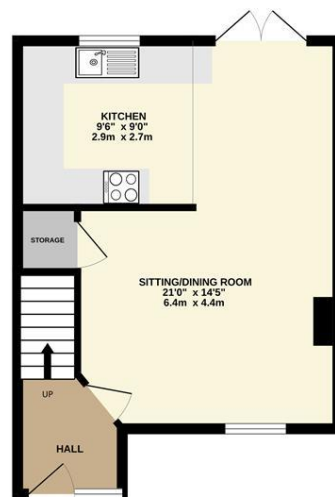 KITCHEN
9'6" x 9'0"
2.9m x 2.7m
STORAGE
SITTING/DINING ROOM
21'0" x 14'5"
6.4m x 4.4m
UP
HALL